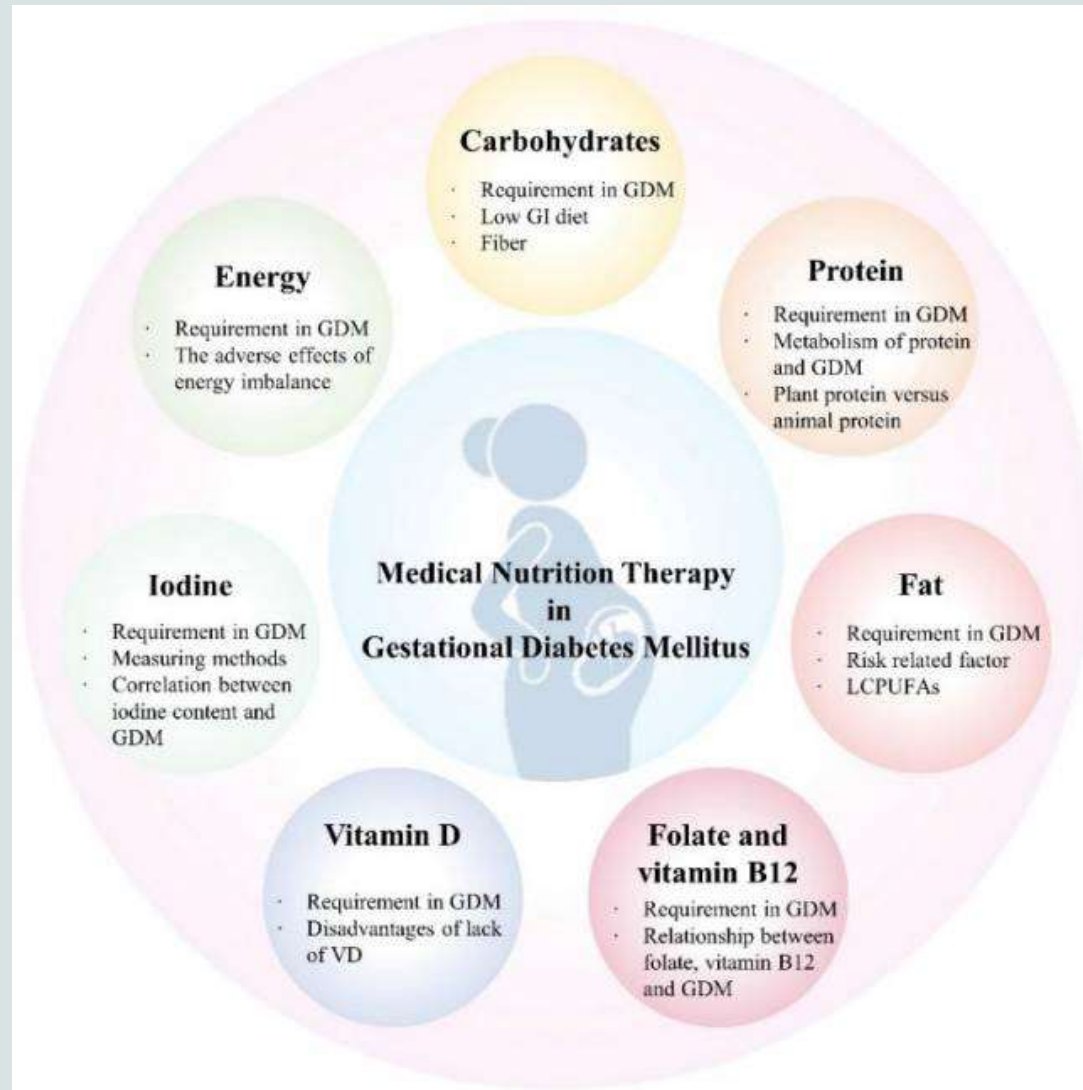 Carbohydrates
· Requirement in GDM
· Low GI diet
· Fiber
Energy
· Requirement in GDM
· The adverse effects of
energy imbalance
Protein
· Requirement in GDM
· Metabolism of protein
and GDM
· Plant protein versus
animal protein
Medical Nutrition Therapy
in
Gestational Diabetes Mellitus
Iodine
· Requirement in GDM
· Measuring methods
· Correlation between
iodine content and
GDM
Fat
· Requirement in GDM
· Risk related factor
· LCPUFAs
Vitamin D
· Requirement in GDM
· Disadvantages of lack
of VD
Folate and
vitamin B12
· Requirement in GDM
· Relationship between
folate, vitamin B12
and GDM